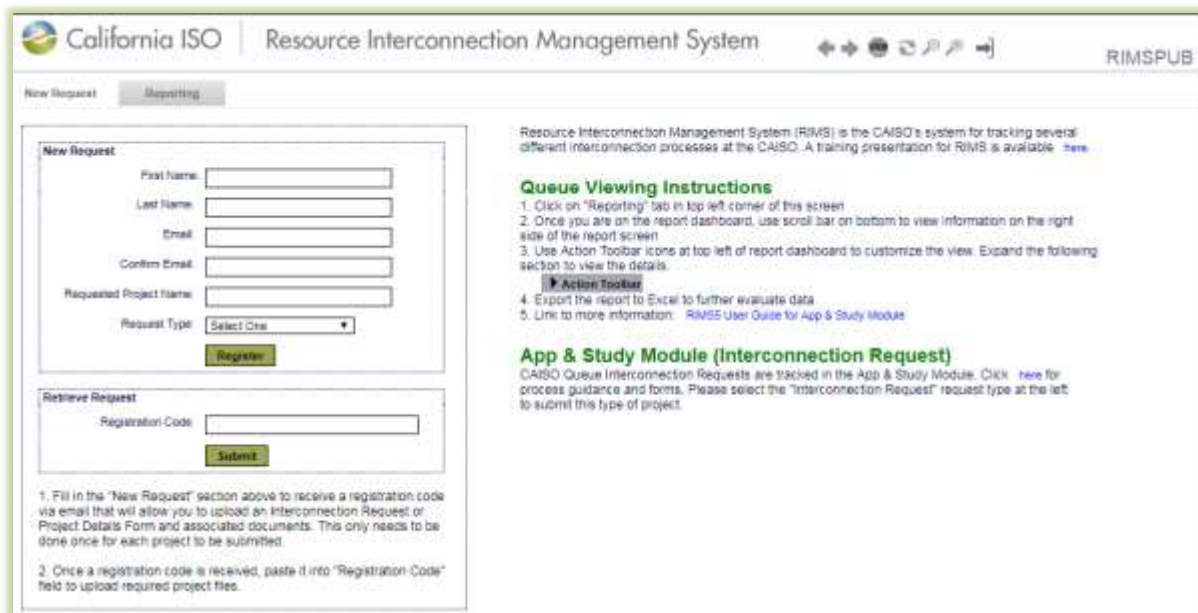 California ISO
Resource Interconnection Management System
RIMSPUB
New Request
Reporting
New Request
First Name
Last Name
Email
Confirm Email
Requested Project Name
Request Type
Select One
Register
Retrieve Request
Registration Code
Submit
1. Fill in the "New Request" section above to receive a registration code
via email that will allow you to upload an Interconnection Request or
Project Details Form and associated documents. This only needs to be
done once for each project to be submitted.
2. Once a registration code is received, paste it into "Registration Code"
field to upload required project files.
Resource Interconnection Management System (RIMS) is the CAISO's system for tracking several
different interconnection processes at the CAISO. A training presentation for RIMS is available here
Queue Viewing Instructions
1. Click on "Reporting" tab in top left corner of this screen
2. Once you are on the report dashboard, use scroll bar on bottom to view information on the right
side of the report screen
3. Use Action Toolbar icons at top left of report dashboard to customize the view. Expand the following
section to view the details.
Action Toolbar
4. Export the report to Excel to further evaluate data
5. Link to more information: RIMS5 User Guide for App & Study Module
App & Study Module (Interconnection Request)
CAISO Queue Interconnection Requests are tracked in the App & Study Module. Click here for
process guidance and forms. Please select the "Interconnection Request" request type at the left
to submit this type of project.